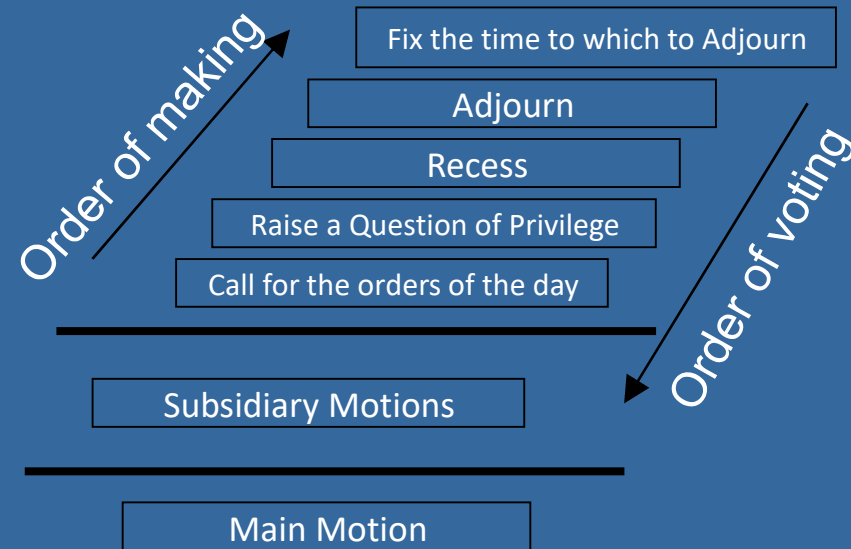 Order of making
Fix the time to which to Adjourn
Adjourn
Recess
Raise a Question of Privilege
Call for the orders of the day
Order of voting
Subsidiary Motions
Main Motion